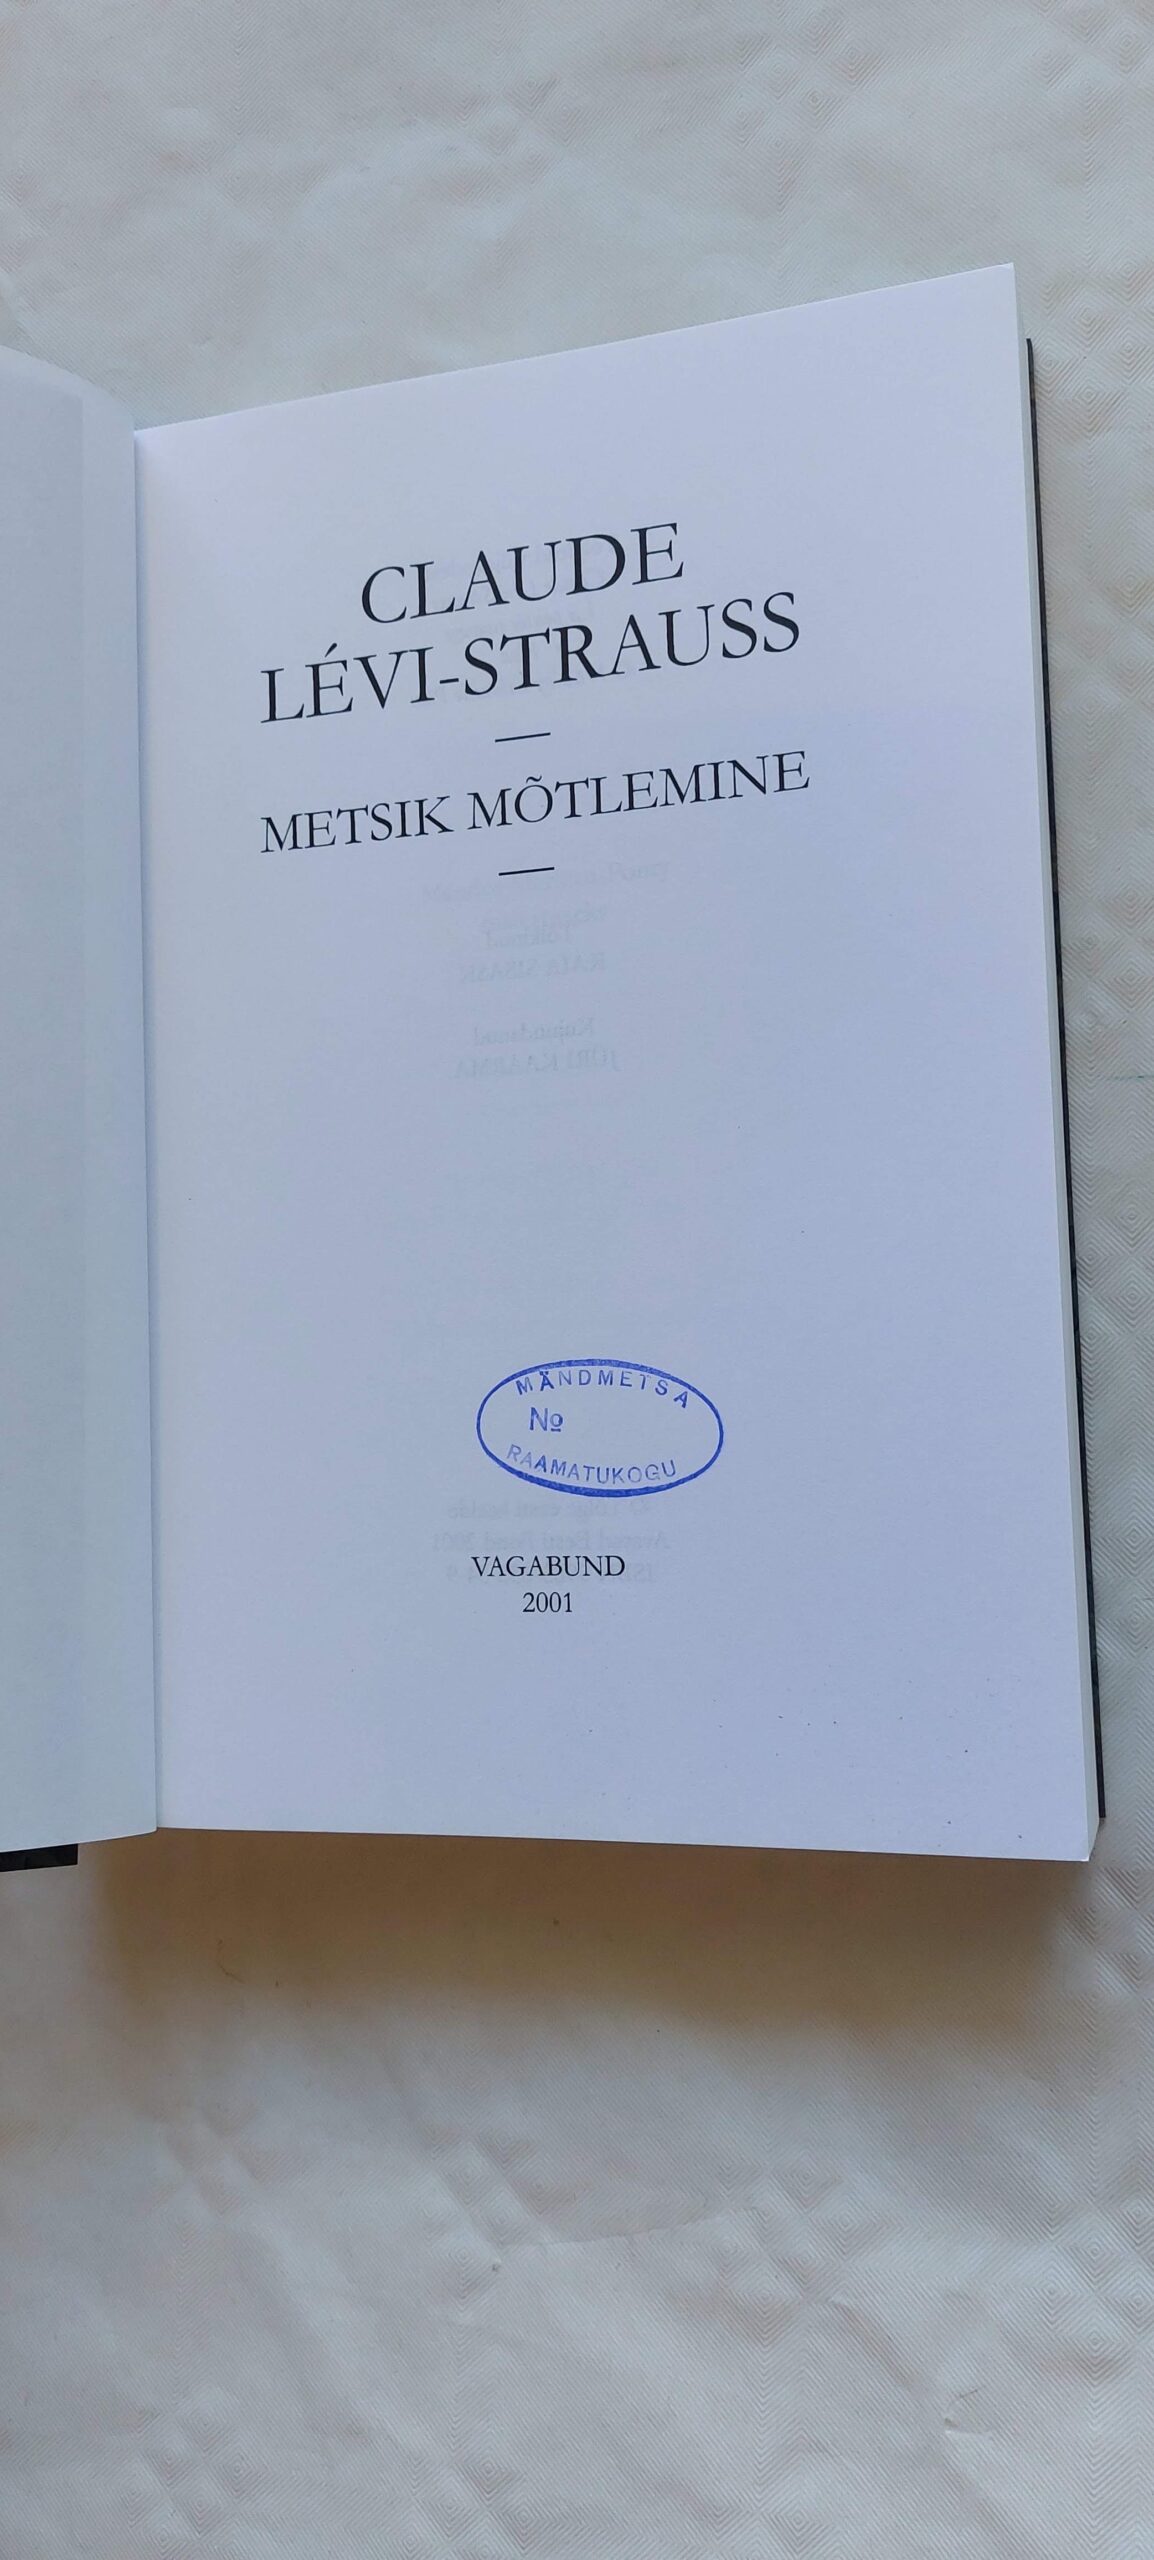 CLAUDE
LÉVI-STRAUSS
METSIK MÕTLEMINE
MÄNDMETSA
№
RAAMATUKOGU
VAGABUND
2001